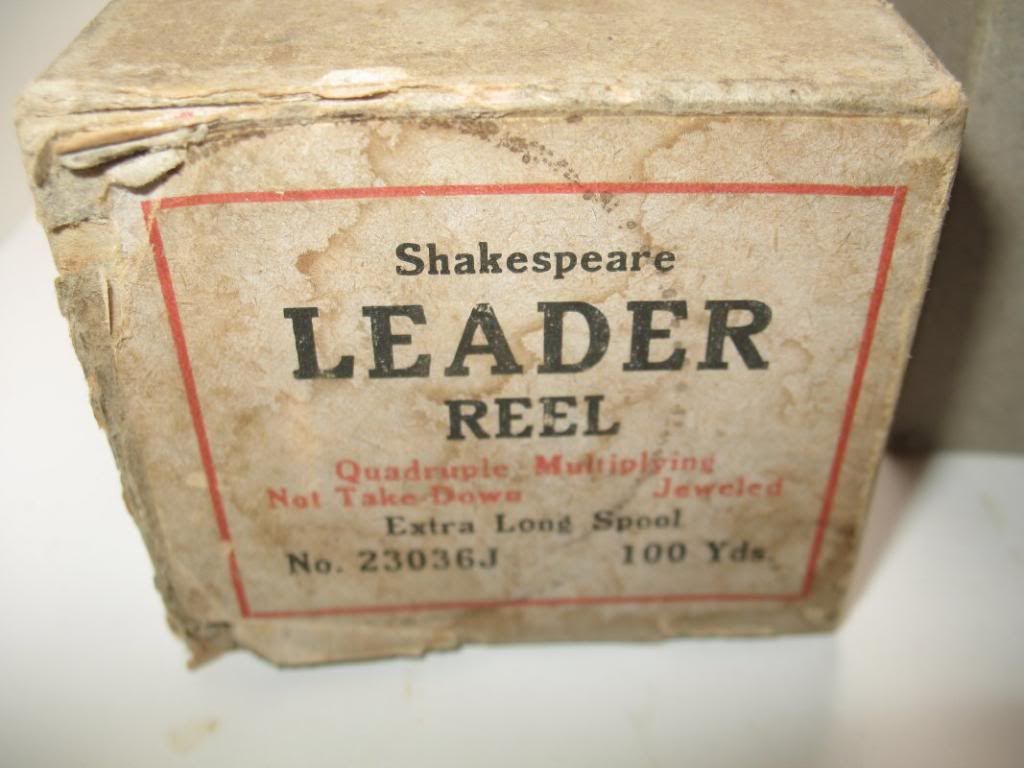 Shakespeare
LEADER
REEL
Quadruple Multiplying
Not Take-Down Jeweled
Extra Long Spool
No. 23036J 100 Yds.